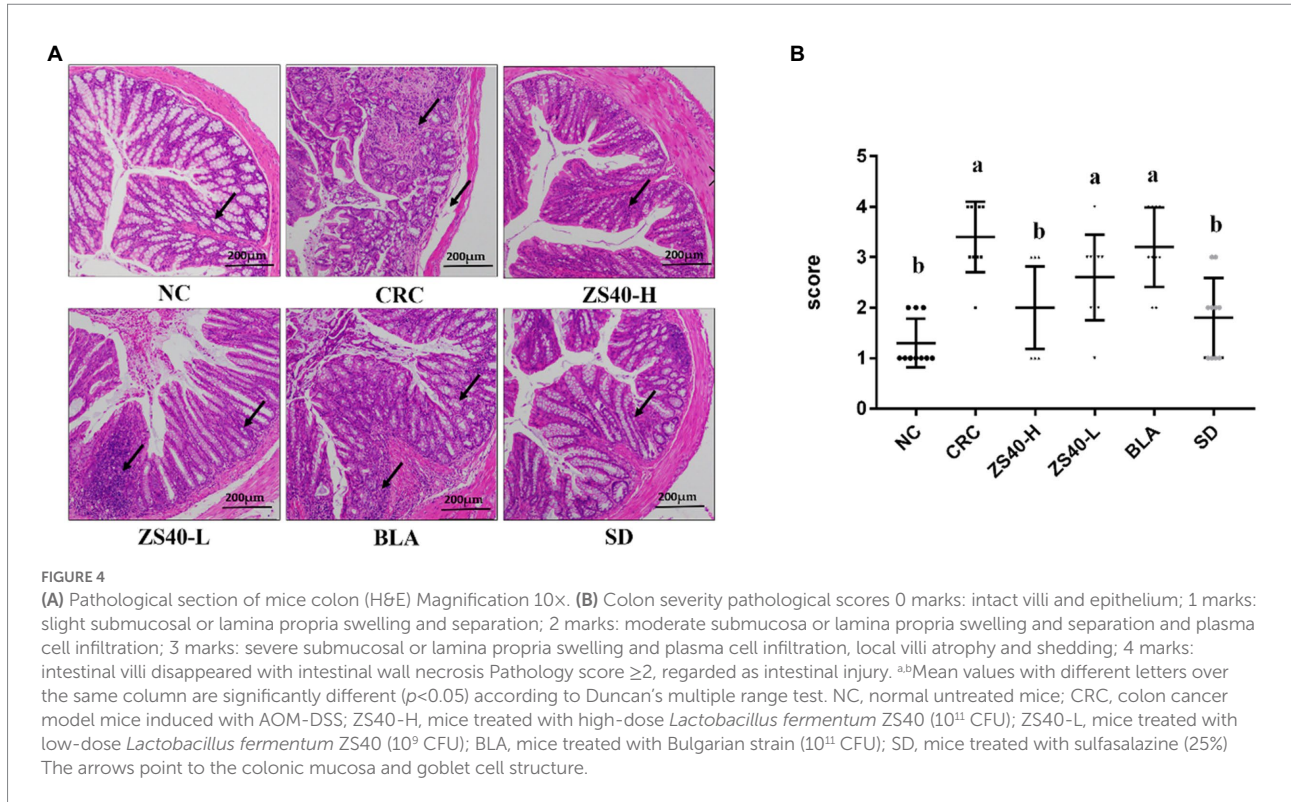 A
B
200µm
200µm
200µm
NC
CRC
ZS40-H
200µm
200µm
200µm
ZS40-L
BLA
SD
score
5
4
3
2
1
0
b
a
b
a
a
b
NC
CRC
ZS40-H
ZS40-L
BLA
SD
FIGURE 4
(A) Pathological section of mice colon (H&E) Magnification 10×. (B) Colon severity pathological scores 0 marks: intact villi and epithelium; 1 marks:
slight submucosal or lamina propria swelling and separation; 2 marks: moderate submucosa or lamina propria swelling and separation and plasma
cell infiltration; 3 marks: severe submucosal or lamina propria swelling and plasma cell infiltration, local villi atrophy and shedding; 4 marks:
intestinal villi disappeared with intestinal wall necrosis Pathology score ≥2, regarded as intestinal injury. ᵃ,ᵇMean values with different letters over
the same column are significantly different (p<0.05) according to Duncan's multiple range test. NC, normal untreated mice; CRC, colon cancer
model mice induced with AOM-DSS; ZS40-H, mice treated with high-dose Lactobacillus fermentum ZS40 (10¹¹ CFU); ZS40-L, mice treated with
low-dose Lactobacillus fermentum ZS40 (10⁹ CFU); BLA, mice treated with Bulgarian strain (10¹¹ CFU); SD, mice treated with sulfasalazine (25%)
The arrows point to the colonic mucosa and goblet cell structure.